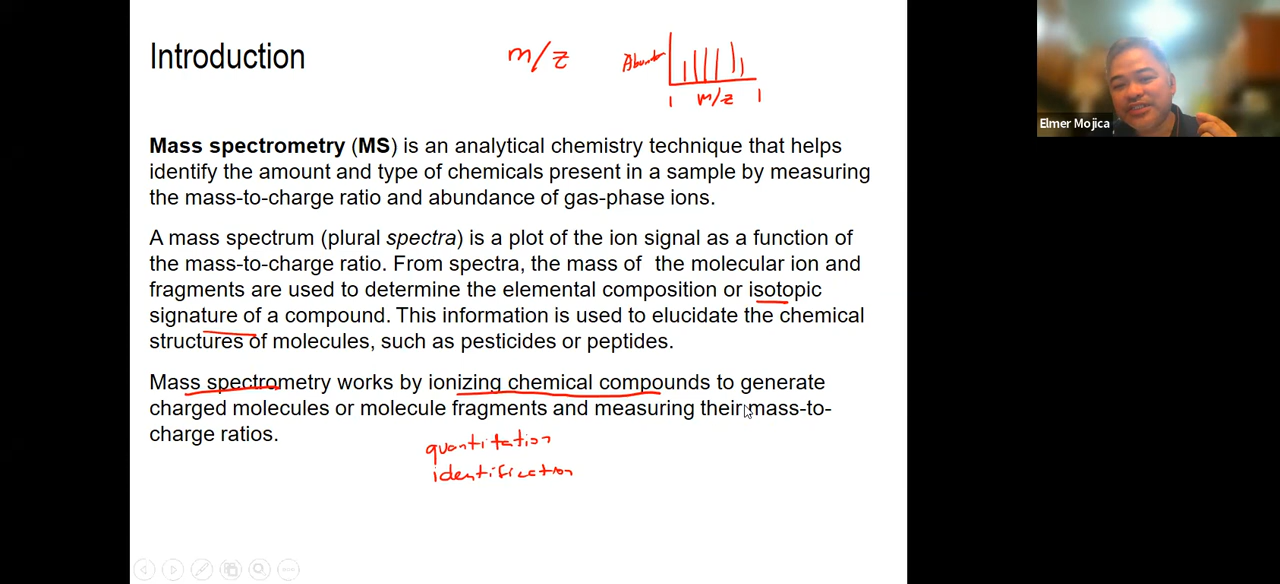 Introduction
m/z
Abund
m/z
Elmer Mojica
Mass spectrometry (MS) is an analytical chemistry technique that helps
identify the amount and type of chemicals present in a sample by measuring
the mass-to-charge ratio and abundance of gas-phase ions.
A mass spectrum (plural spectra) is a plot of the ion signal as a function of
the mass-to-charge ratio. From spectra, the mass of the molecular ion and
fragments are used to determine the elemental composition or isotopic
signature of a compound. This information is used to elucidate the chemical
structures of molecules, such as pesticides or peptides.
Mass spectrometry works by ionizing chemical compounds to generate
charged molecules or molecule fragments and measuring their mass-to-
charge ratios.
quantitation
identification